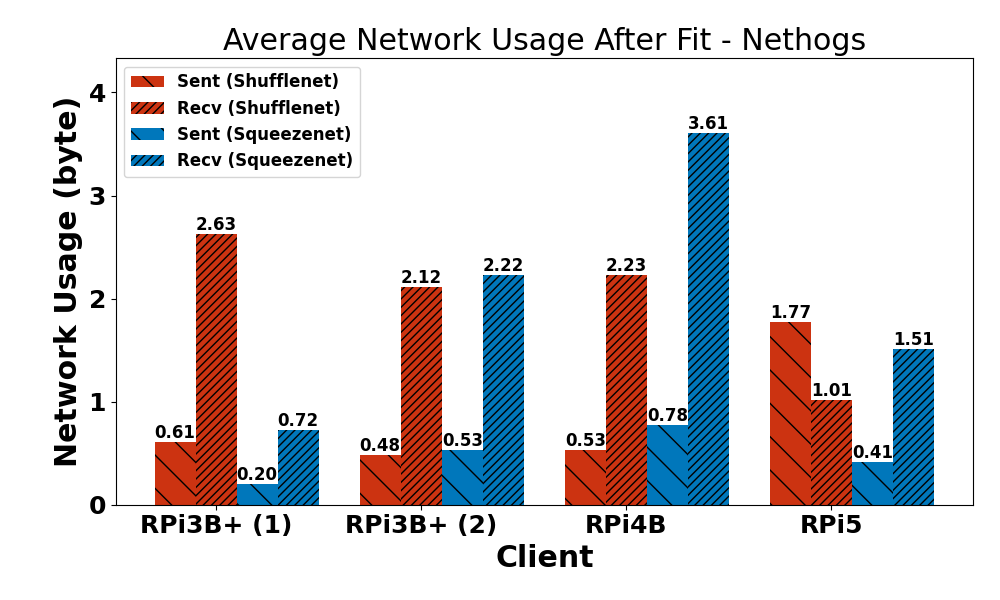 Average Network Usage After Fit - Nethogs
Network Usage (byte)
4
3
2
1
0
Sent (Shufflenet)
Recv (Shufflenet)
Sent (Squeezenet)
Recv (Squeezenet)
0.61
2.63
0.20
0.72
0.48
2.12
0.53
2.22
0.53
2.23
0.78
3.61
1.77
1.01
0.41
1.51
RPi3B+ (1)
RPi3B+ (2)
RPi4B
RPi5
Client